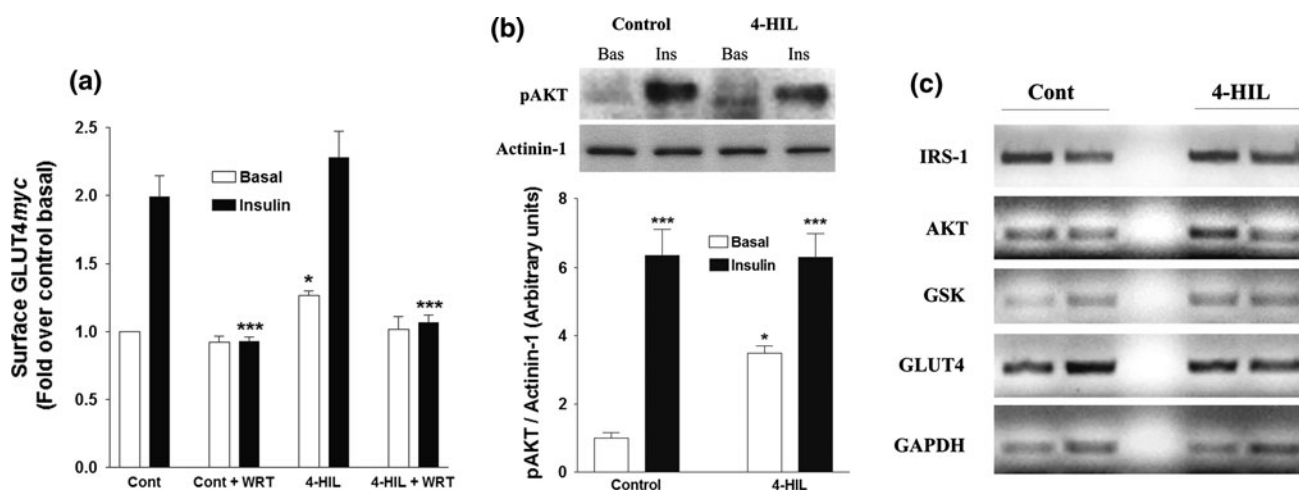 (a)
Surface GLUT4myc
(Fold over control basal)
2.5
2.0
1.5
1.0
0.5
0.0
Basal
Insulin
***
*
***
Cont
Cont + WRT
4-HIL
4-HIL + WRT
(b)
Control
4-HIL
Bas
Ins
Bas
Ins
pAKT
Actinin-1
pAKT / Actinin-1 (Arbitrary units)
8
6
4
2
0
Basal
Insulin
***
*
***
Control
4-HIL
(c)
Cont
4-HIL
IRS-1
AKT
GSK
GLUT4
GAPDH